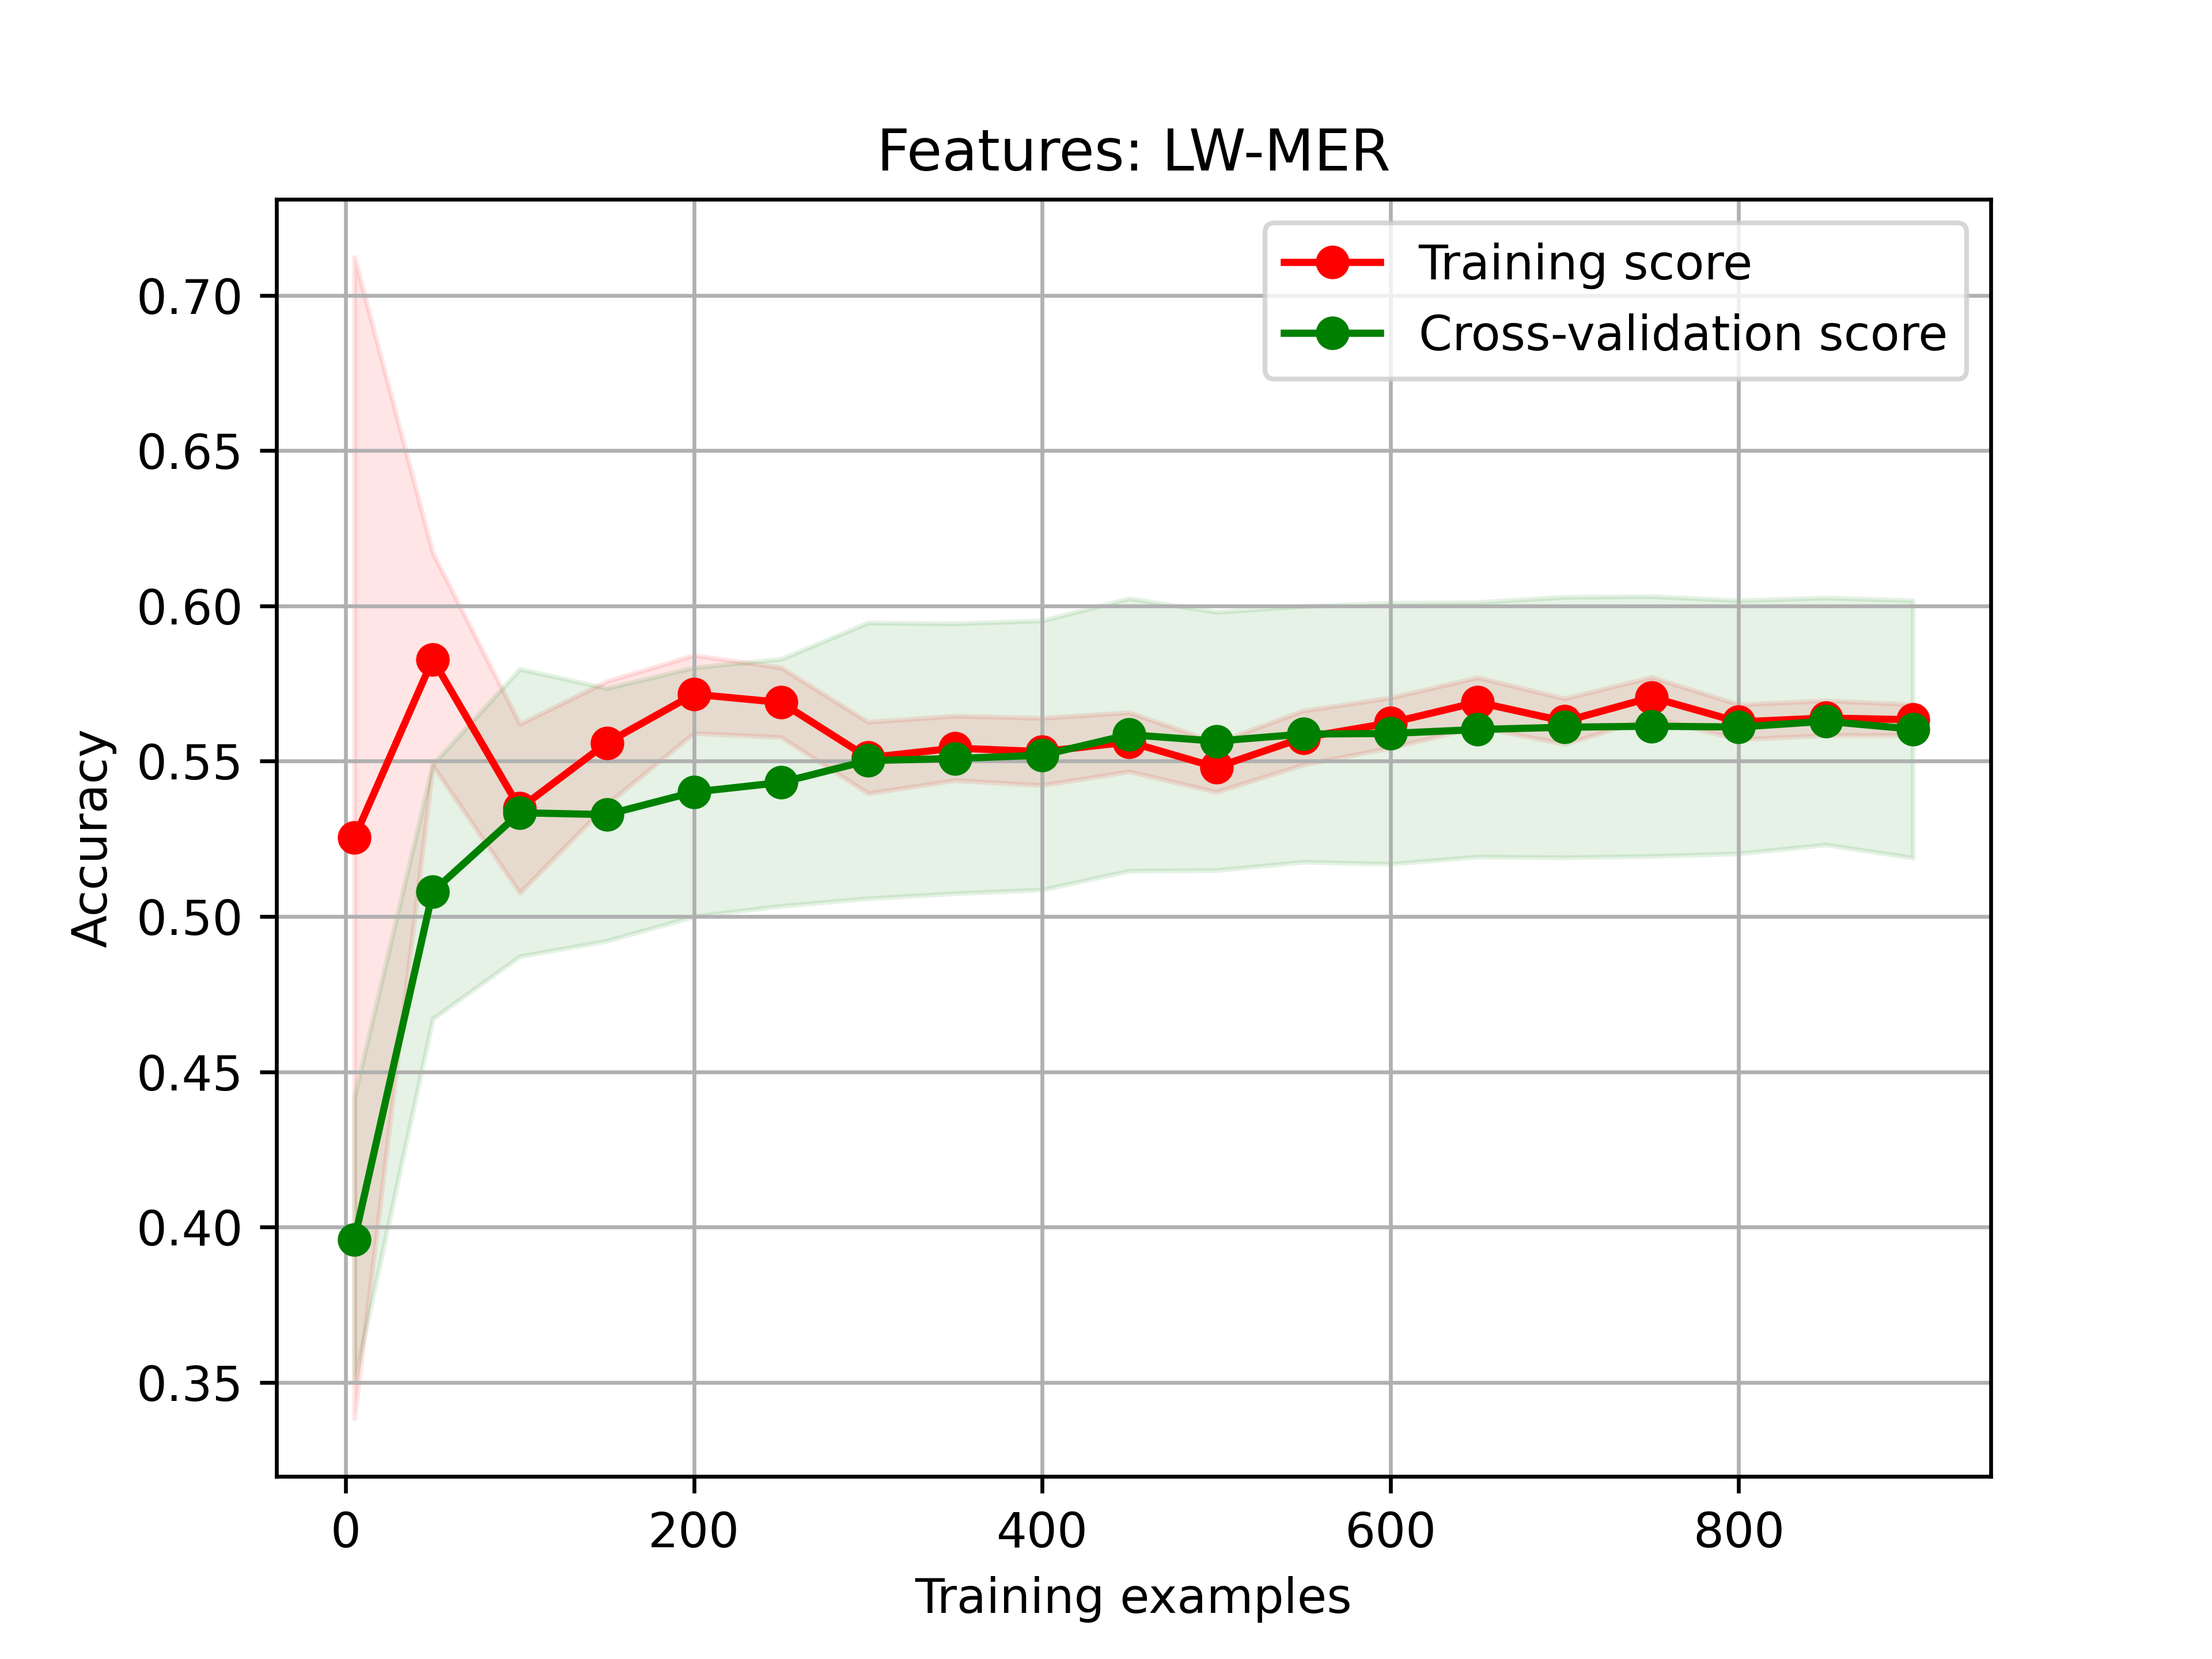 Features: LW-MER
Training score
Cross-validation score
0.70
0.65
0.60
0.55
0.50
0.45
0.40
0.35
Accuracy
0 200 400 600 800
Training examples